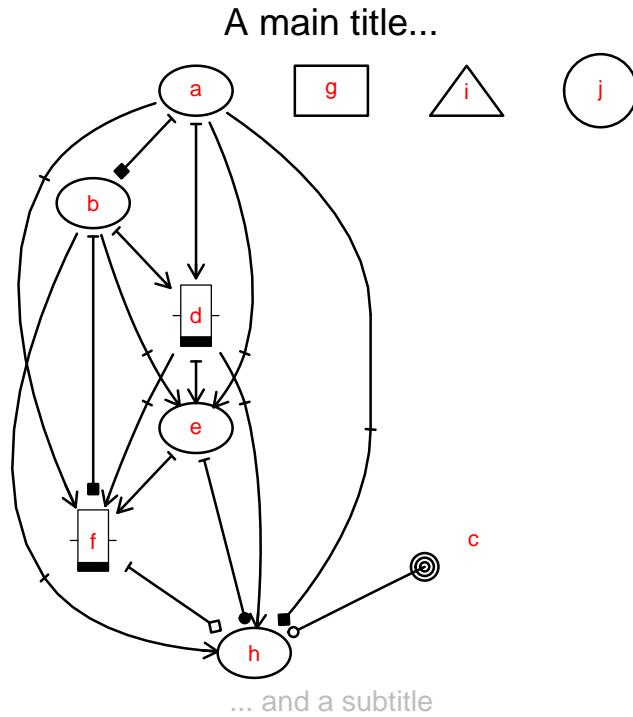 A main title...
a g i j
b
d
e
f c
h
... and a subtitle